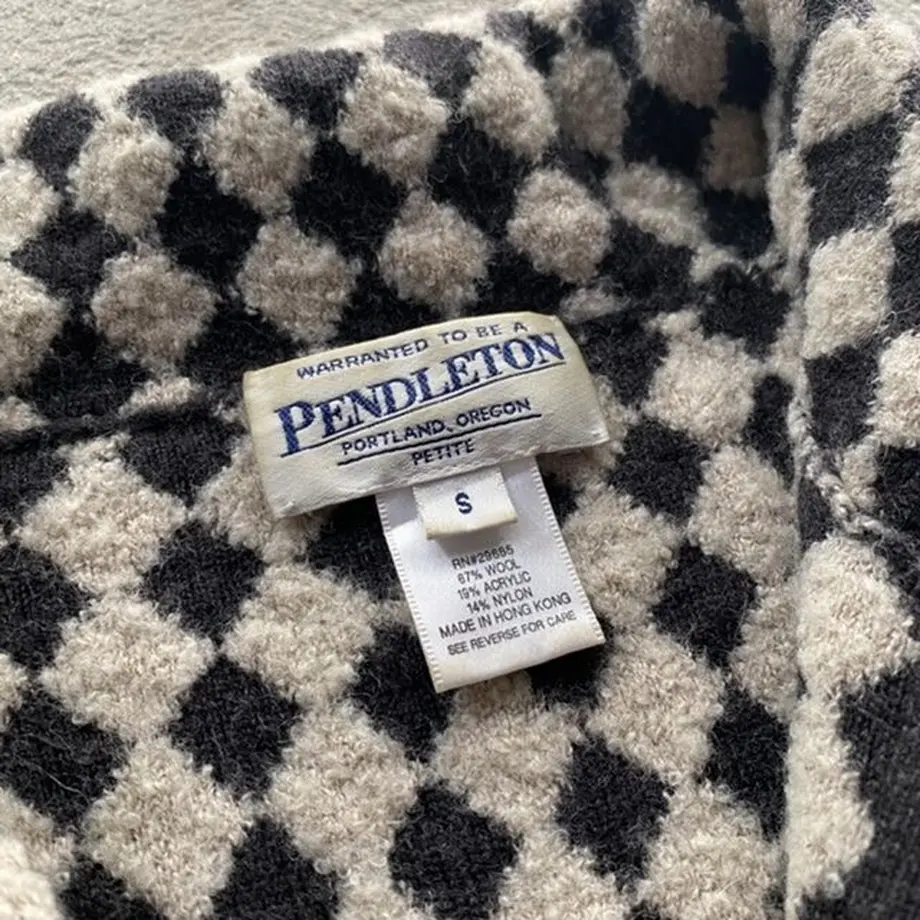 WARRANTED TO BE A
PENDLETON
PORTLAND, OREGON
PETITE
S
RN#29685
67% WOOL
19% ACRYLIC
14% NYLON
MADE IN HONG KONG
SEE REVERSE FOR CARE